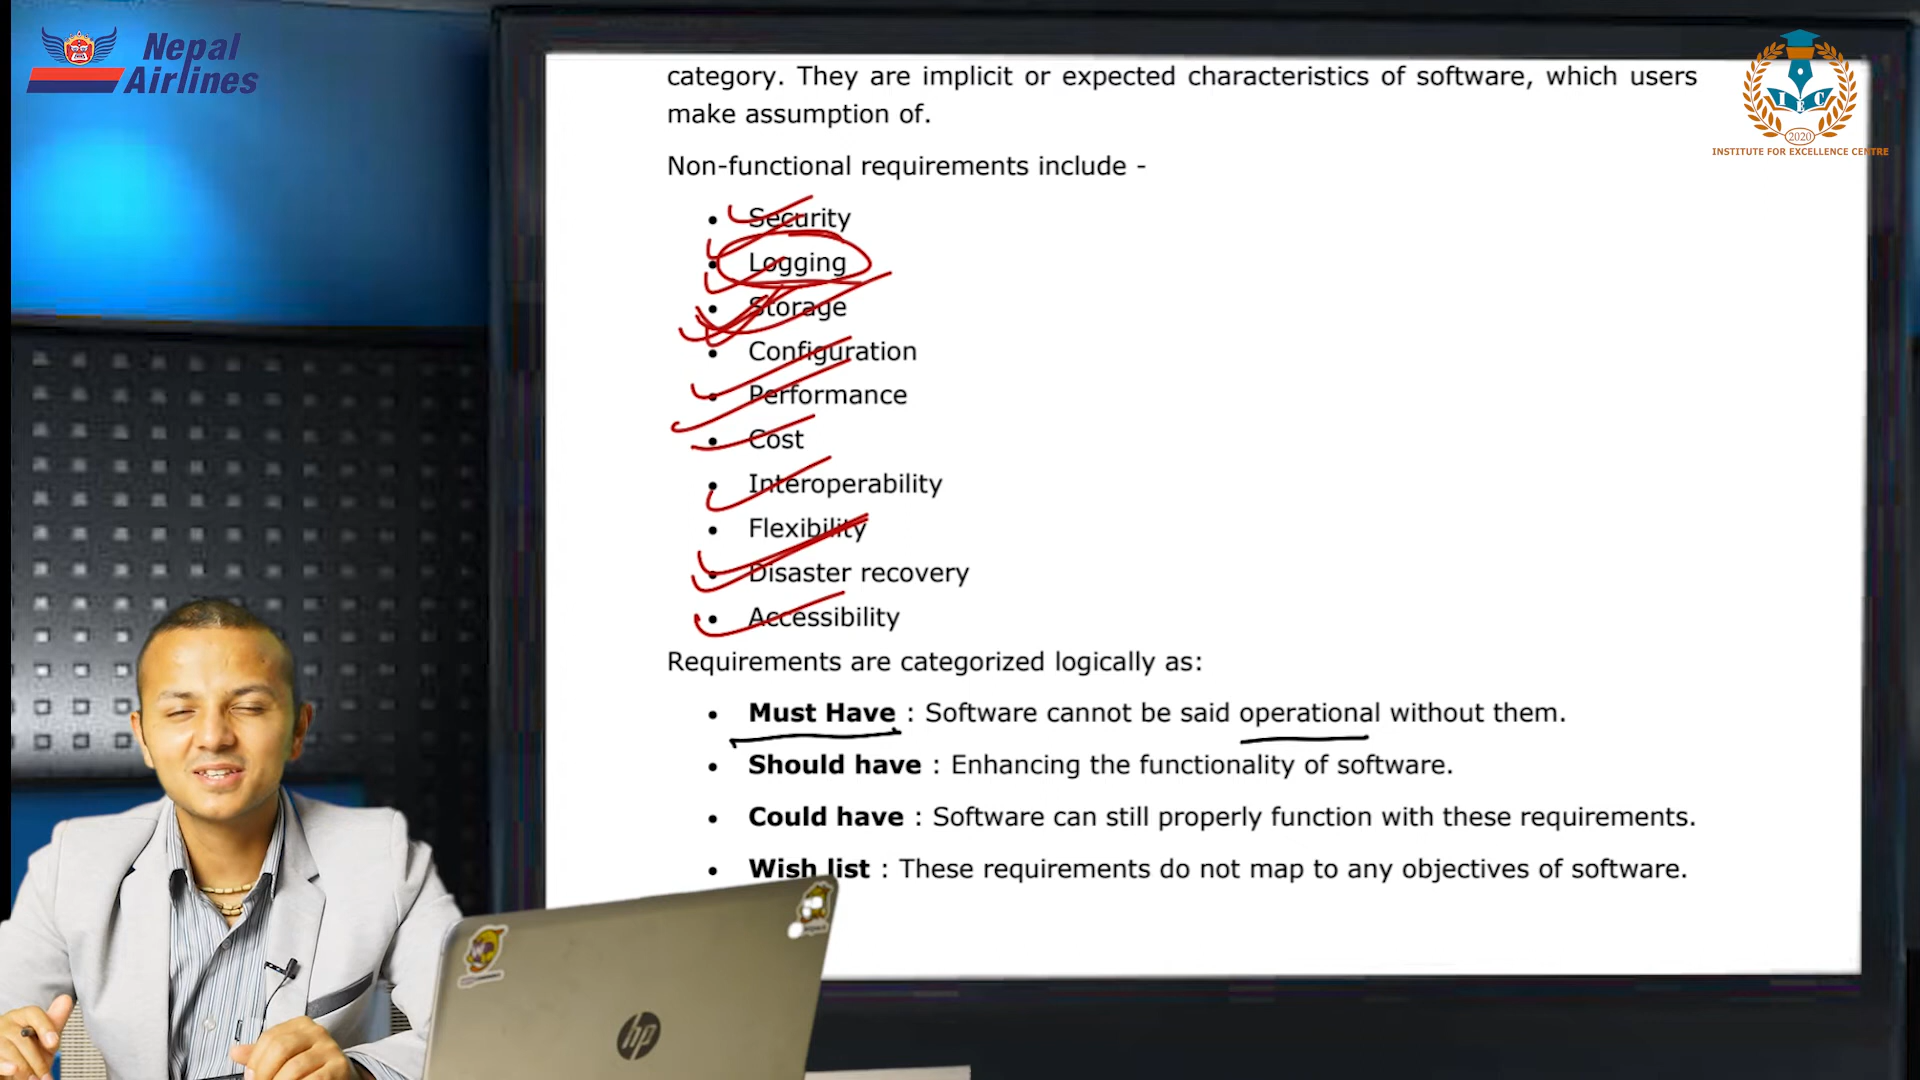 Nepal
Airlines
IEC
2020
INSTITUTE FOR EXCELLENCE CENTRE
category. They are implicit or expected characteristics of software, which users
make assumption of.
Non-functional requirements include -
• Security
• Logging
• Storage
• Configuration
• Performance
• Cost
• Interoperability
• Flexibility
• Disaster recovery
• Accessibility
Requirements are categorized logically as:
• Must Have : Software cannot be said operational without them.
• Should have : Enhancing the functionality of software.
• Could have : Software can still properly function with these requirements.
• Wish list : These requirements do not map to any objectives of software.
hp